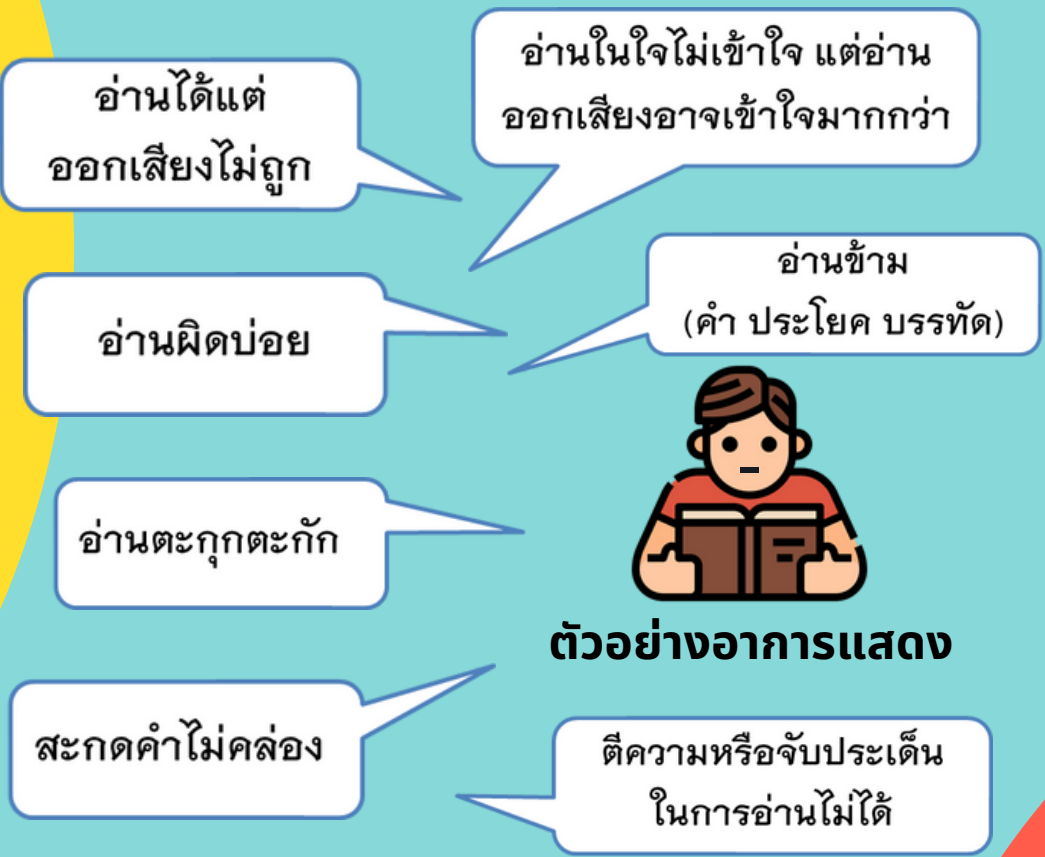 อ่านในใจไม่เข้าใจ แต่อ่าน
ออกเสียงอาจเข้าใจมากกว่า
อ่านได้แต่
ออกเสียงไม่ถูก
อ่านข้าม
(คำ ประโยค บรรทัด)
อ่านผิดบ่อย
อ่านตะกุกตะกัก
ตัวอย่างอาการแสดง
สะกดคำไม่คล่อง
ตีความหรือจับประเด็น
ในการอ่านไม่ได้